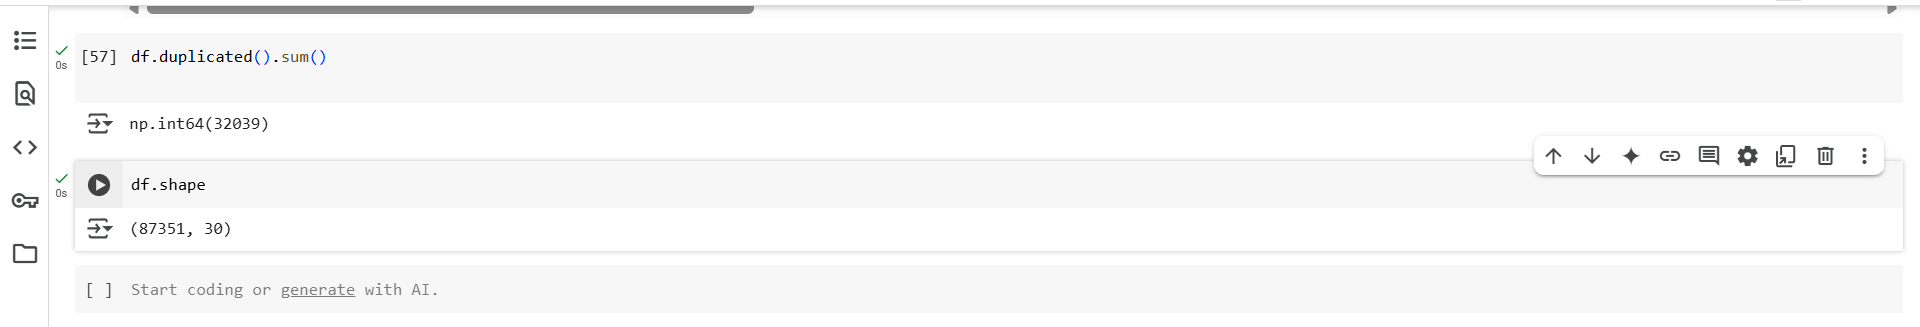 [57] df.duplicated().sum()
0s
np.int64(32039)
df.shape
0s
(87351, 30)
[ ] Start coding or generate with AI.